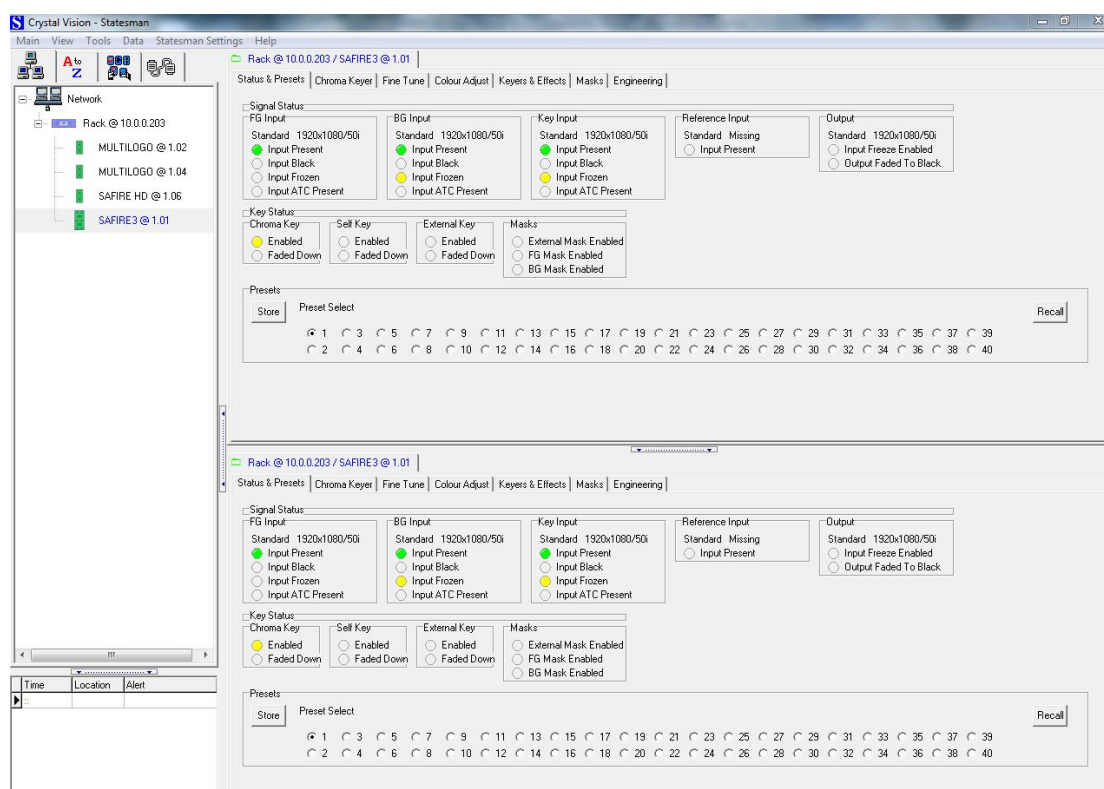 Crystal Vision - Statesman
Main View Tools Data Statesman Settings Help
A to Z
Network
Rack @ 10.0.0.203
MULTILOGO @ 1.02
MULTILOGO @ 1.04
SAFIRE HD @ 1.06
SAFIRE3 @ 1.01
Time Location Alert
::
Rack @ 10.0.0.203 / SAFIRE3 @ 1.01
Status & Presets Chroma Keyer Fine Tune Colour Adjust Keyers & Effects Masks Engineering
Signal Status
FG Input BG Input Key Input Reference Input Output
Standard 1920x1080/50i Standard 1920x1080/50i Standard 1920x1080/50i Standard Missing Standard 1920x1080/50i
Input Present Input Present Input Present Input Present Input Freeze Enabled
Input Black Input Black Input Black Output Faded To Black
Input Frozen Input Frozen Input Frozen
Input ATC Present Input ATC Present Input ATC Present
Key Status
Chroma Key Self Key External Key Masks
Enabled Enabled Enabled External Mask Enabled
Faded Down Faded Down Faded Down FG Mask Enabled
BG Mask Enabled
Presets
Store Preset Select Recall
1 3 5 7 9 11 13 15 17 19 21 23 25 27 29 31 33 35 37 39
2 4 6 8 10 12 14 16 18 20 22 24 26 28 30 32 34 36 38 40
Rack @ 10.0.0.203 / SAFIRE3 @ 1.01
Status & Presets Chroma Keyer Fine Tune Colour Adjust Keyers & Effects Masks Engineering
Signal Status
FG Input BG Input Key Input Reference Input Output
Standard 1920x1080/50i Standard 1920x1080/50i Standard 1920x1080/50i Standard Missing Standard 1920x1080/50i
Input Present Input Present Input Present Input Present Input Freeze Enabled
Input Black Input Black Input Black Output Faded To Black
Input Frozen Input Frozen Input Frozen
Input ATC Present Input ATC Present Input ATC Present
Key Status
Chroma Key Self Key External Key Masks
Enabled Enabled Enabled External Mask Enabled
Faded Down Faded Down Faded Down FG Mask Enabled
BG Mask Enabled
Presets
Store Preset Select Recall
1 3 5 7 9 11 13 15 17 19 21 23 25 27 29 31 33 35 37 39
2 4 6 8 10 12 14 16 18 20 22 24 26 28 30 32 34 36 38 40